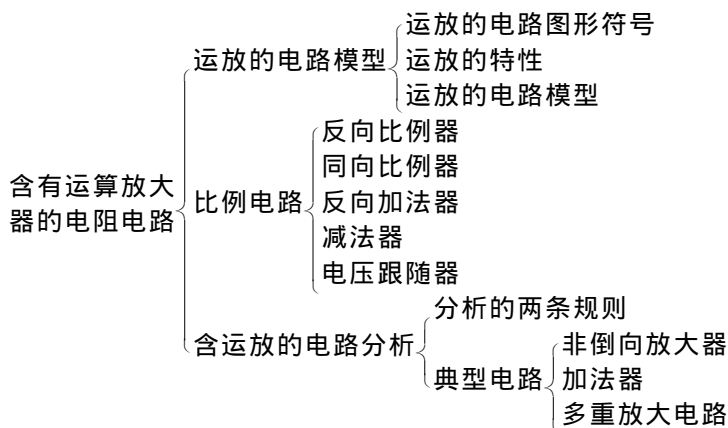 含有运算放大
器的电阻电路
运放的电路模型
运放的电路图形符号
运放的特性
运放的电路模型
比例电路
反向比例器
同向比例器
反向加法器
减法器
电压跟随器
含运放的电路分析
分析的两条规则
典型电路
非倒向放大器
加法器
多重放大电路